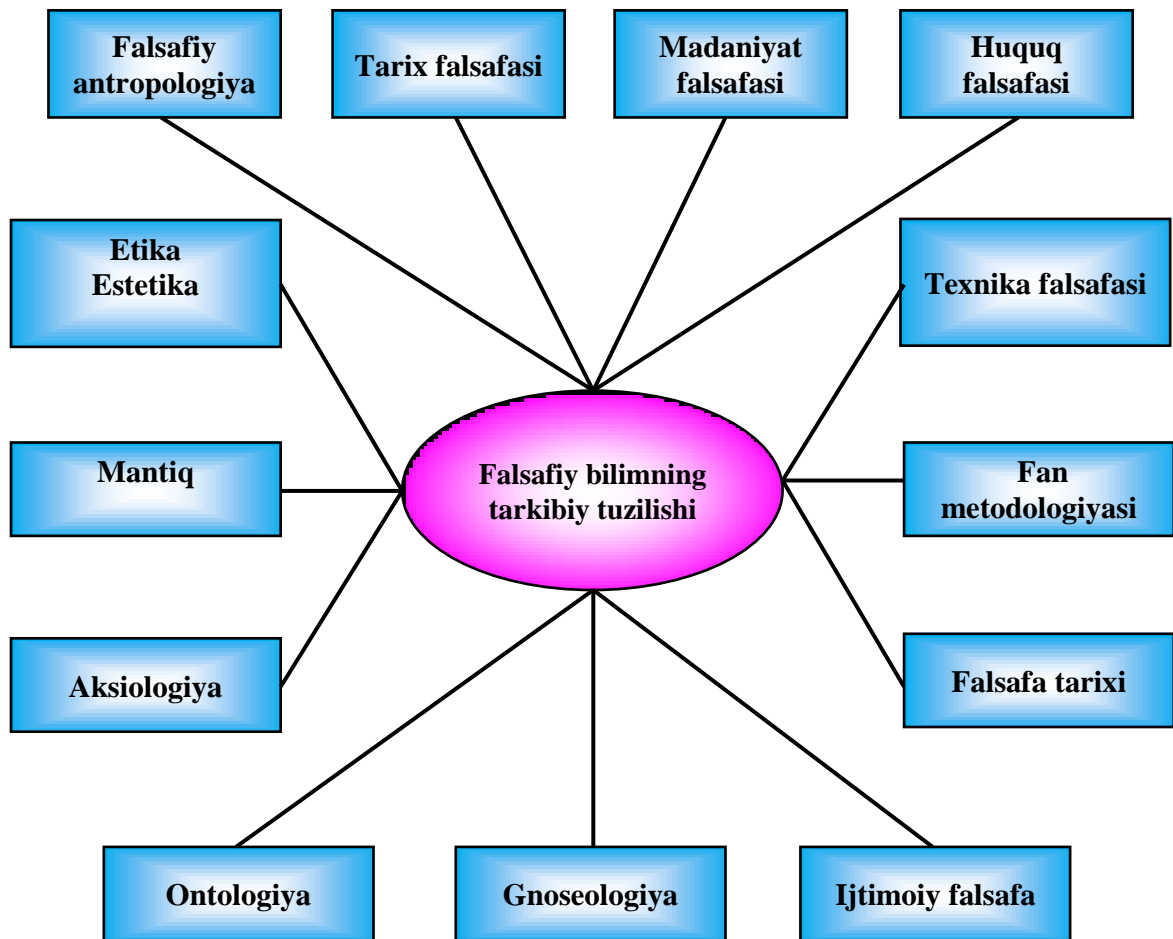 Falsafiy
antropologiya
Tarix falsafasi
Madaniyat
falsafasi
Huquq
falsafasi
Etika
Estetika
Texnika falsafasi
Mantiq
Falsafiy bilimning
tarkibiy tuzilishi
Fan
metodologiyasi
Aksiologiya
Falsafa tarixi
Ontologiya
Gnoseologiya
Ijtimoiy falsafa